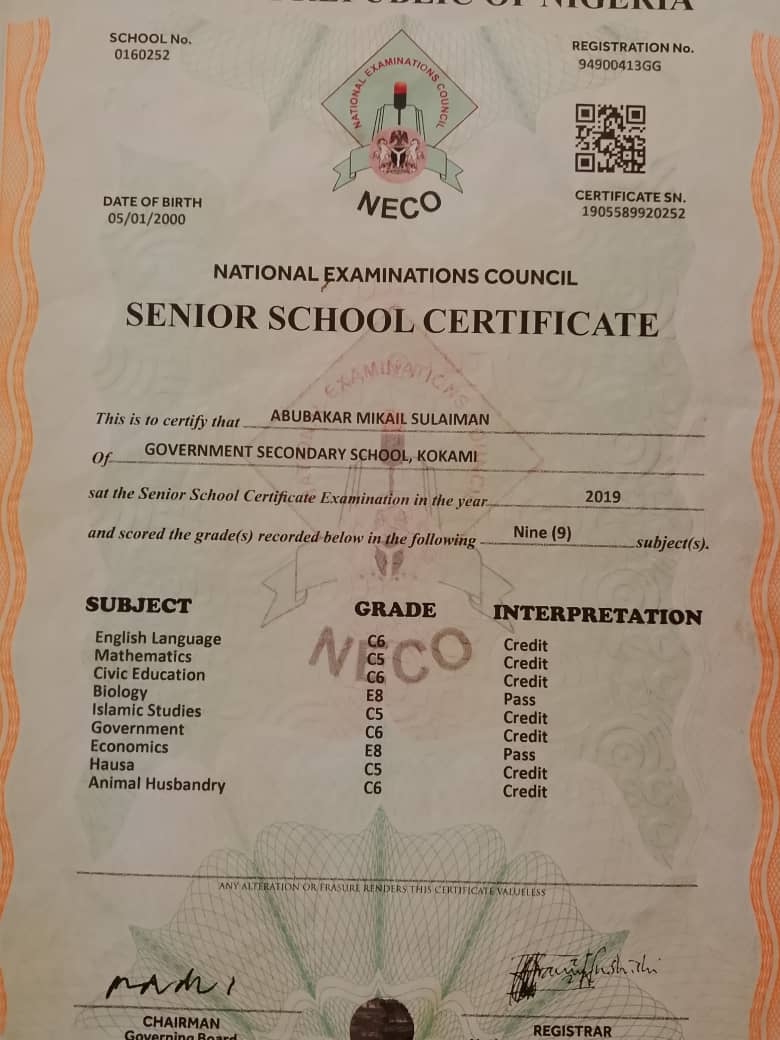 REPUBLIC OF NIGERIA
SCHOOL No.
0160252
REGISTRATION No.
94900413GG
NATIONAL EXAMINATIONS COUNCIL
NECO
DATE OF BIRTH
05/01/2000
CERTIFICATE SN.
1905589920252
NATIONAL EXAMINATIONS COUNCIL
SENIOR SCHOOL CERTIFICATE
This is to certify that ABUBAKAR MIKAIL SULAIMAN
Of GOVERNMENT SECONDARY SCHOOL, KOKAMI
sat the Senior School Certificate Examination in the year 2019
and scored the grade(s) recorded below in the following Nine (9) subject(s).
SUBJECT GRADE INTERPRETATION
English Language C6 Credit
Mathematics C5 Credit
Civic Education C6 Credit
Biology E8 Pass
Islamic Studies C5 Credit
Government C6 Credit
Economics E8 Pass
Hausa C5 Credit
Animal Husbandry C6 Credit
NECO
ANY ALTERATION OR ERASURE RENDERS THIS CERTIFICATE VALUELESS
CHAIRMAN
Governing Board
REGISTRAR